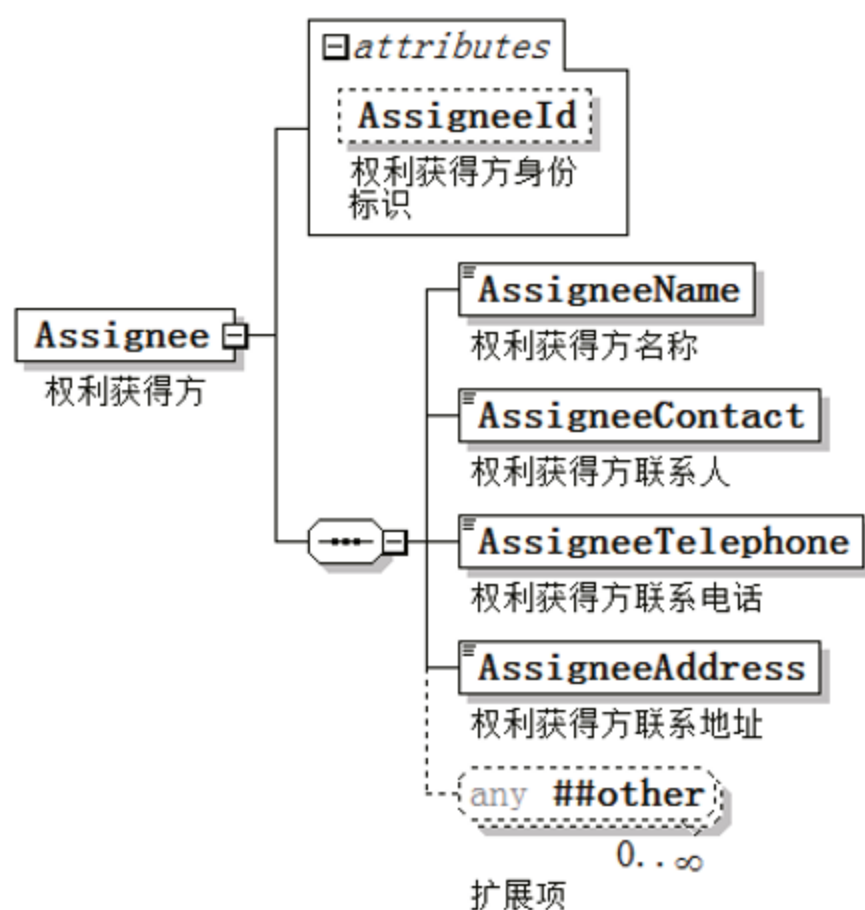 attributes
AssigneeId
权利获得方身份
标识
Assignee
权利获得方
AssigneeName
权利获得方名称
AssigneeContact
权利获得方联系人
AssigneeTelephone
权利获得方联系电话
AssigneeAddress
权利获得方联系地址
any ##other
0..∞
扩展项